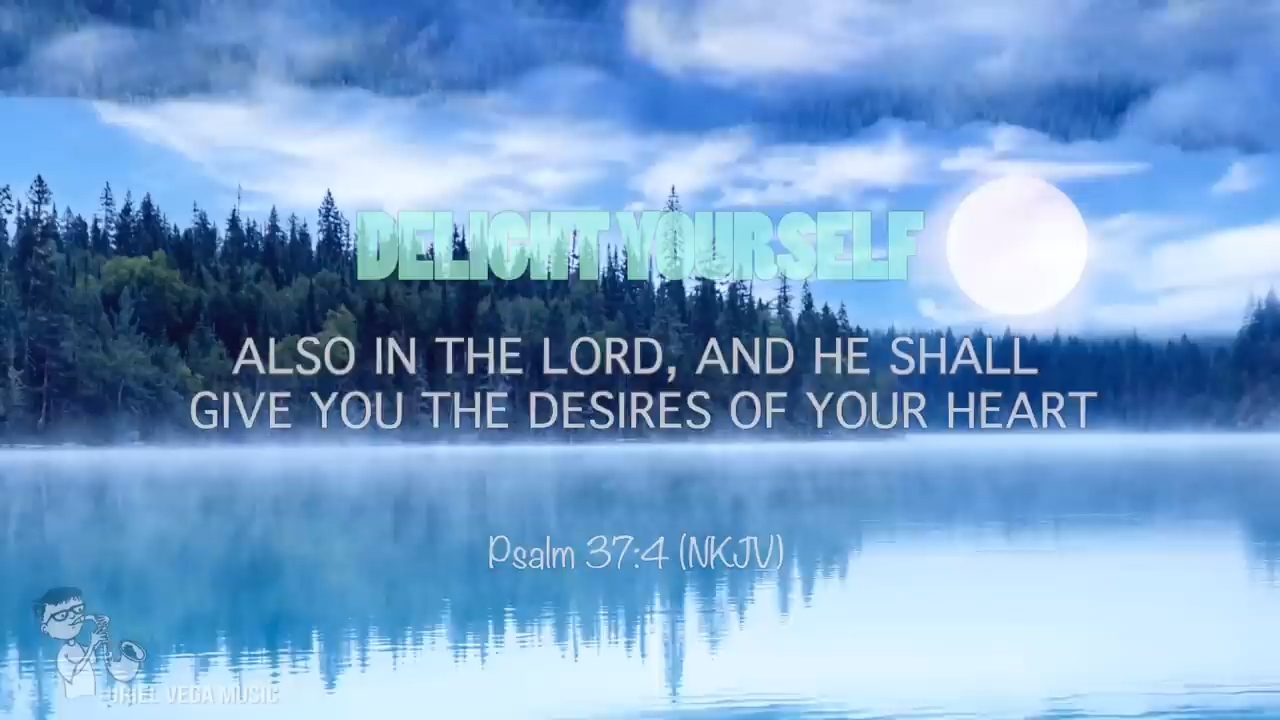 DELIGHT YOURSELF
ALSO IN THE LORD, AND HE SHALL
GIVE YOU THE DESIRES OF YOUR HEART
Psalm 37:4 (NKJV)
URIEL VEGA MUSIC